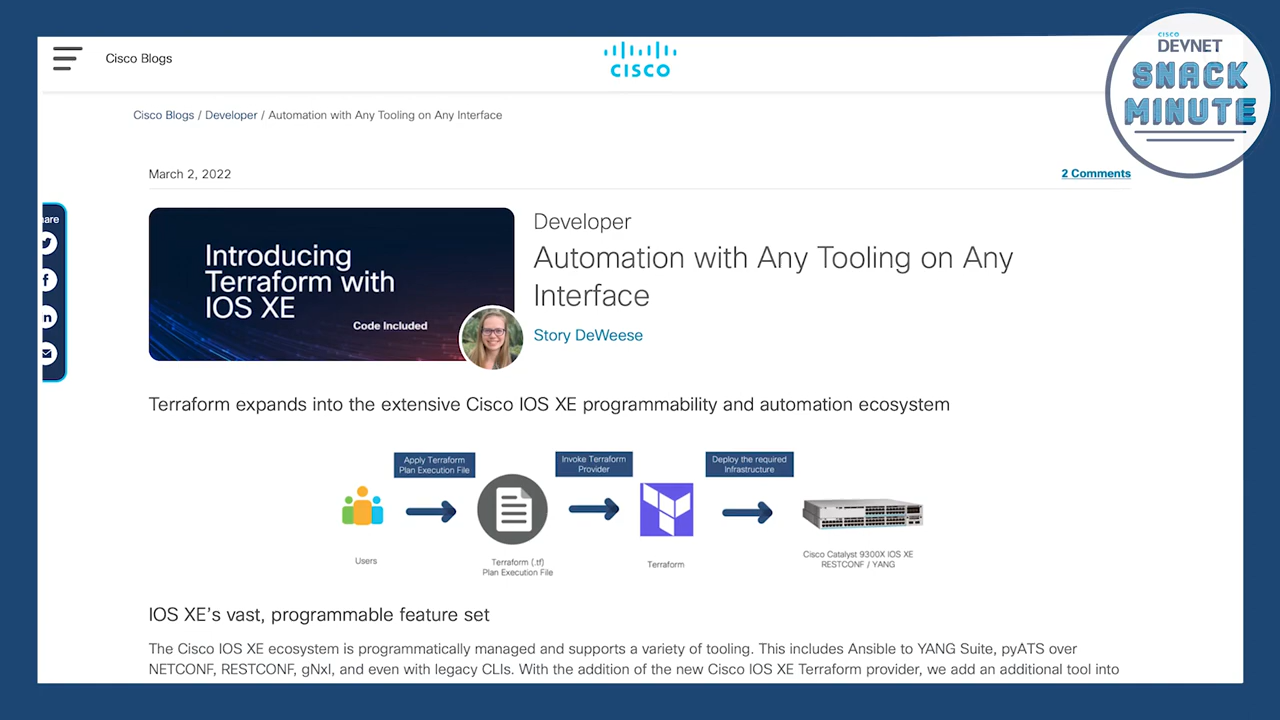 Cisco Blogs
CISCO
CISCO
DEVNET
SNACK
MINUTE
Cisco Blogs / Developer / Automation with Any Tooling on Any Interface
March 2, 2022
2 Comments
are
Introducing
Terraform with
IOS XE
Code Included
Developer
Automation with Any Tooling on Any
Interface
Story DeWeese
Terraform expands into the extensive Cisco IOS XE programmability and automation ecosystem
Apply Terraform
Plan Execution File
Invoke Terraform
Provider
Deploy the required
Infrastructure
Users
Terraform (.tf)
Plan Execution File
Terraform
Cisco Catalyst 9300X IOS XE
RESTCONF / YANG
IOS XE's vast, programmable feature set
The Cisco IOS XE ecosystem is programmatically managed and supports a variety of tooling. This includes Ansible to YANG Suite, pyATS over
NETCONF, RESTCONF, gNxI, and even with legacy CLIs. With the addition of the new Cisco IOS XE Terraform provider, we add an additional tool into